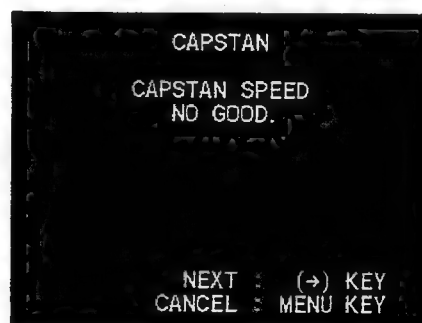 CAPSTAN
CAPSTAN SPEED
NO GOOD.
NEXT : (→) KEY
CANCEL : MENU KEY